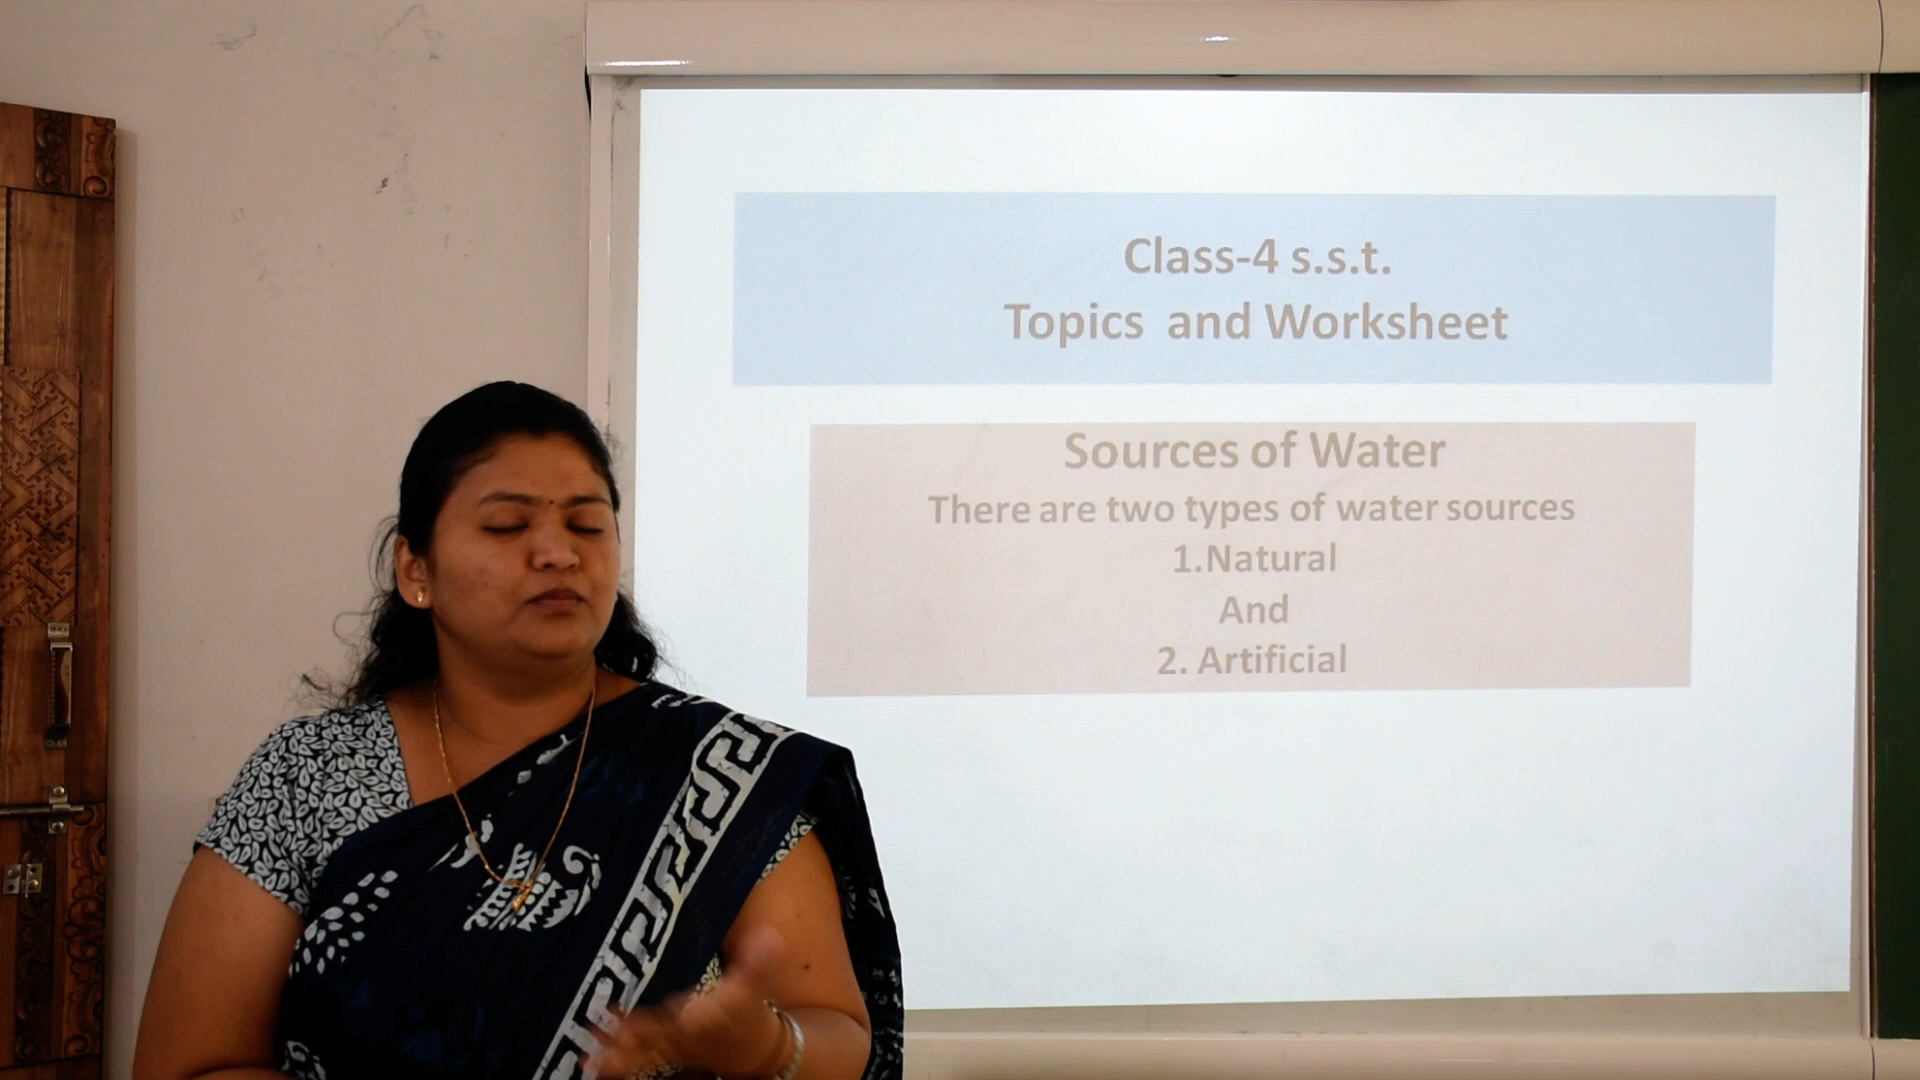 Class-4 s.s.t.
Topics and Worksheet
Sources of Water
There are two types of water sources
1.Natural
And
2. Artificial